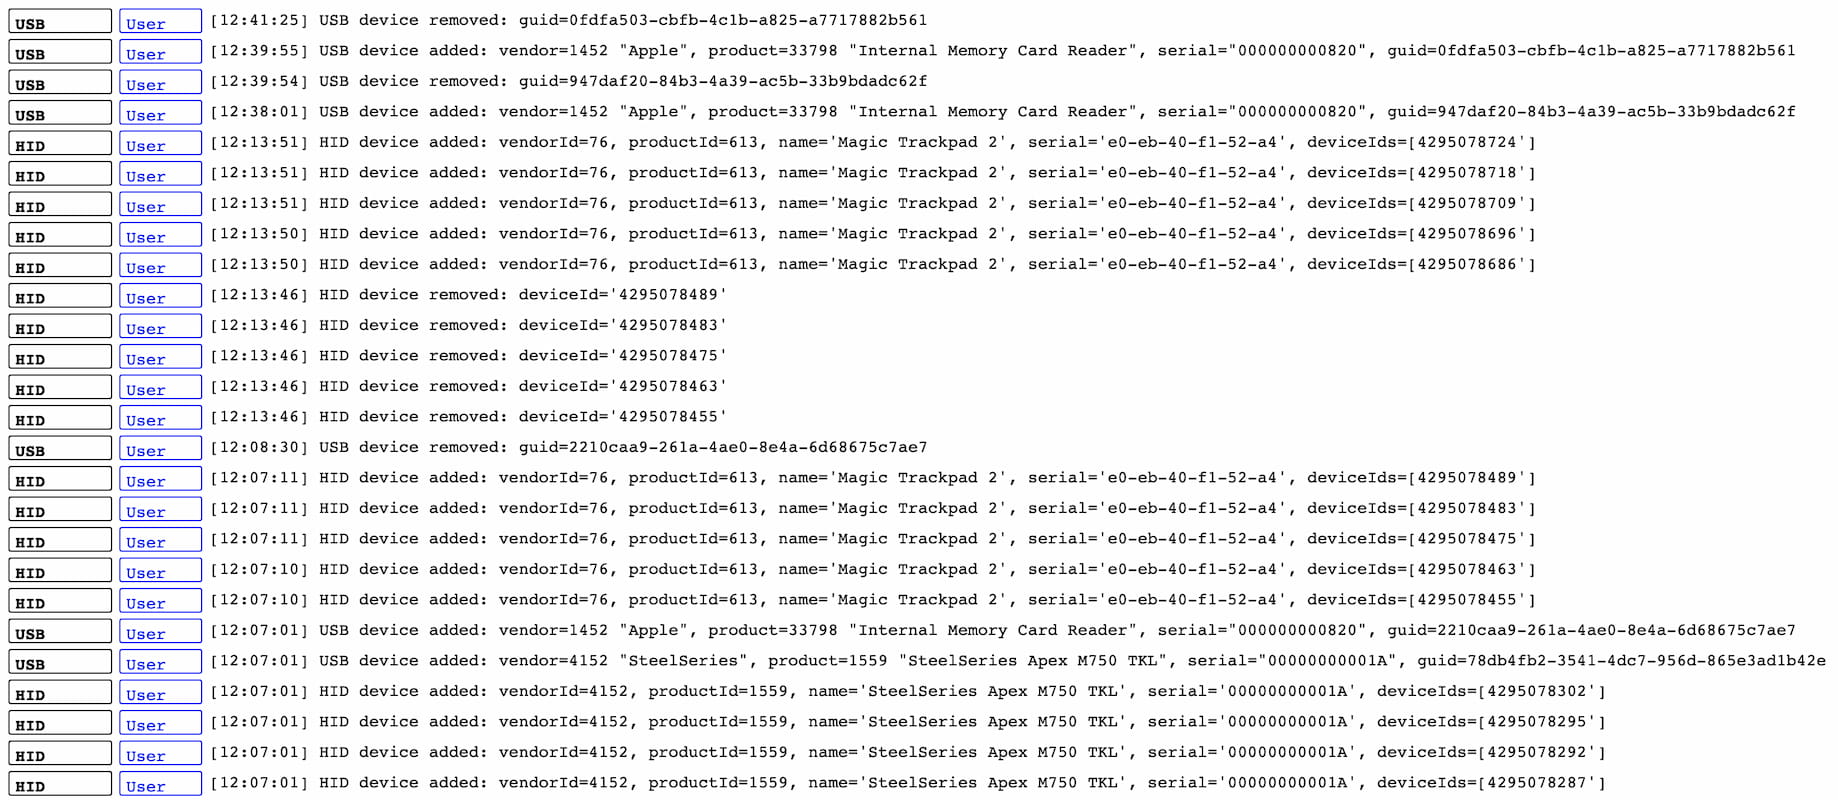 USB User [12:41:25] USB device removed: guid=0fdfa503-cbfb-4c1b-a825-a7717882b561
USB User [12:39:55] USB device added: vendor=1452 "Apple", product=33798 "Internal Memory Card Reader", serial="000000000820", guid=0fdfa503-cbfb-4c1b-a825-a7717882b561
USB User [12:39:54] USB device removed: guid=947daf20-84b3-4a39-ac5b-33b9bdadc62f
USB User [12:38:01] USB device added: vendor=1452 "Apple", product=33798 "Internal Memory Card Reader", serial="000000000820", guid=947daf20-84b3-4a39-ac5b-33b9bdadc62f
HID User [12:13:51] HID device added: vendorId=76, productId=613, name='Magic Trackpad 2', serial='e0-eb-40-f1-52-a4', deviceIds=[4295078724']
HID User [12:13:51] HID device added: vendorId=76, productId=613, name='Magic Trackpad 2', serial='e0-eb-40-f1-52-a4', deviceIds=[4295078718']
HID User [12:13:51] HID device added: vendorId=76, productId=613, name='Magic Trackpad 2', serial='e0-eb-40-f1-52-a4', deviceIds=[4295078709']
HID User [12:13:50] HID device added: vendorId=76, productId=613, name='Magic Trackpad 2', serial='e0-eb-40-f1-52-a4', deviceIds=[4295078696']
HID User [12:13:50] HID device added: vendorId=76, productId=613, name='Magic Trackpad 2', serial='e0-eb-40-f1-52-a4', deviceIds=[4295078686']
HID User [12:13:46] HID device removed: deviceId='4295078489'
HID User [12:13:46] HID device removed: deviceId='4295078483'
HID User [12:13:46] HID device removed: deviceId='4295078475'
HID User [12:13:46] HID device removed: deviceId='4295078463'
HID User [12:13:46] HID device removed: deviceId='4295078455'
USB User [12:08:30] USB device removed: guid=2210caa9-261a-4ae0-8e4a-6d68675c7ae7
HID User [12:07:11] HID device added: vendorId=76, productId=613, name='Magic Trackpad 2', serial='e0-eb-40-f1-52-a4', deviceIds=[4295078489']
HID User [12:07:11] HID device added: vendorId=76, productId=613, name='Magic Trackpad 2', serial='e0-eb-40-f1-52-a4', deviceIds=[4295078483']
HID User [12:07:11] HID device added: vendorId=76, productId=613, name='Magic Trackpad 2', serial='e0-eb-40-f1-52-a4', deviceIds=[4295078475']
HID User [12:07:10] HID device added: vendorId=76, productId=613, name='Magic Trackpad 2', serial='e0-eb-40-f1-52-a4', deviceIds=[4295078463']
HID User [12:07:10] HID device added: vendorId=76, productId=613, name='Magic Trackpad 2', serial='e0-eb-40-f1-52-a4', deviceIds=[4295078455']
USB User [12:07:01] USB device added: vendor=1452 "Apple", product=33798 "Internal Memory Card Reader", serial="000000000820", guid=2210caa9-261a-4ae0-8e4a-6d68675c7ae7
USB User [12:07:01] USB device added: vendor=4152 "SteelSeries", product=1559 "SteelSeries Apex M750 TKL", serial="00000000001A", guid=78db4fb2-3541-4dc7-956d-865e3ad1b42e
HID User [12:07:01] HID device added: vendorId=4152, productId=1559, name='SteelSeries Apex M750 TKL', serial='00000000001A', deviceIds=[4295078302']
HID User [12:07:01] HID device added: vendorId=4152, productId=1559, name='SteelSeries Apex M750 TKL', serial='00000000001A', deviceIds=[4295078295']
HID User [12:07:01] HID device added: vendorId=4152, productId=1559, name='SteelSeries Apex M750 TKL', serial='00000000001A', deviceIds=[4295078292']
HID User [12:07:01] HID device added: vendorId=4152, productId=1559, name='SteelSeries Apex M750 TKL', serial='00000000001A', deviceIds=[4295078287']